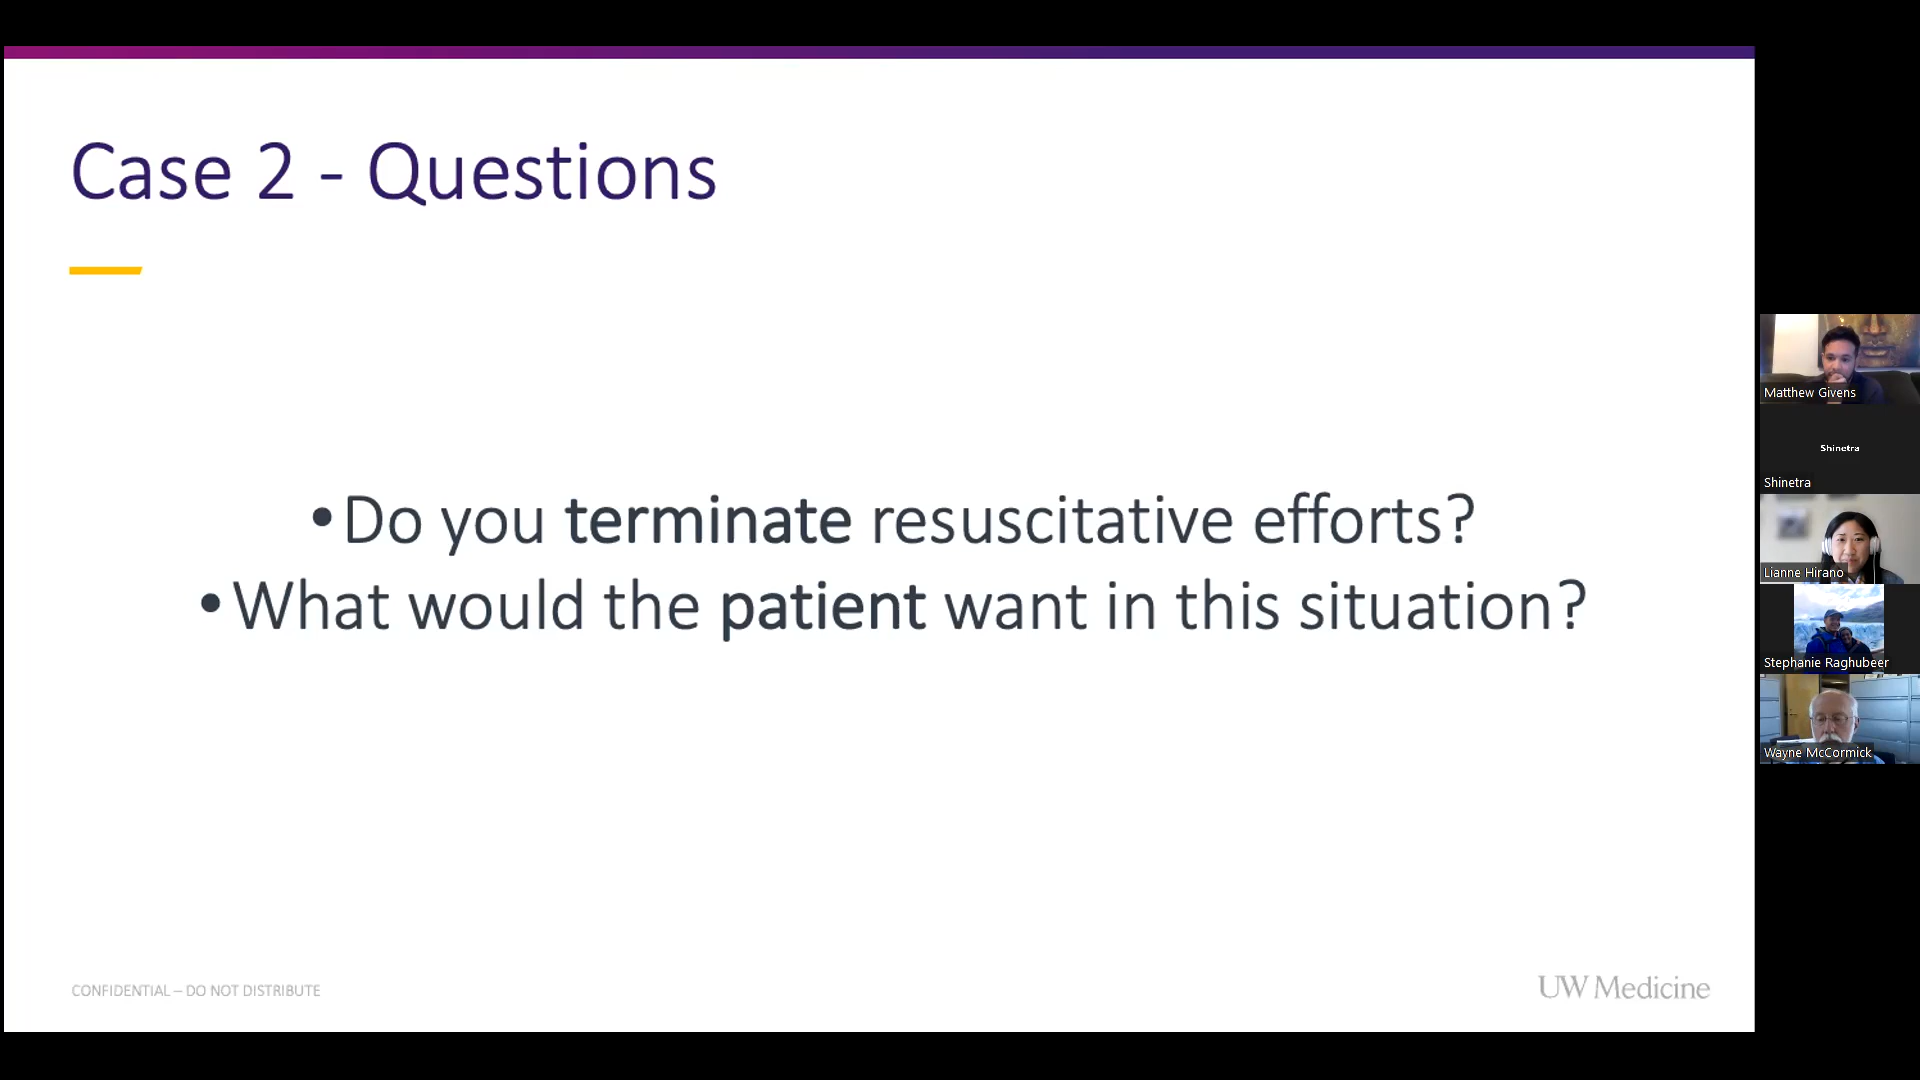 Case 2 - Questions
•Do you terminate resuscitative efforts?
•What would the patient want in this situation?
CONFIDENTIAL – DO NOT DISTRIBUTE
UW Medicine
Matthew Givens
Shinetra
Shinetra
Lianne Hirano
Stephanie Raghubeer
Wayne McCormick